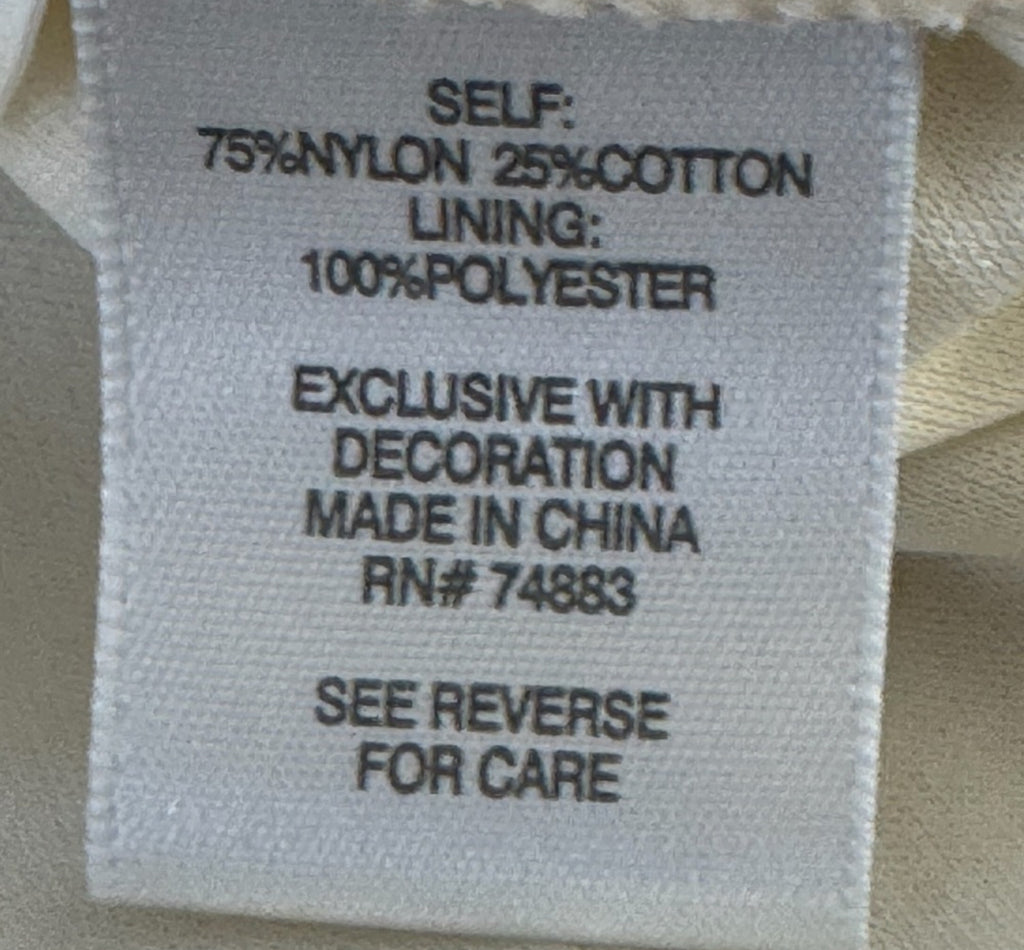 SELF:
75%NYLON 25%COTTON
LINING:
100%POLYESTER
EXCLUSIVE WITH
DECORATION
MADE IN CHINA
RN# 74883
SEE REVERSE
FOR CARE